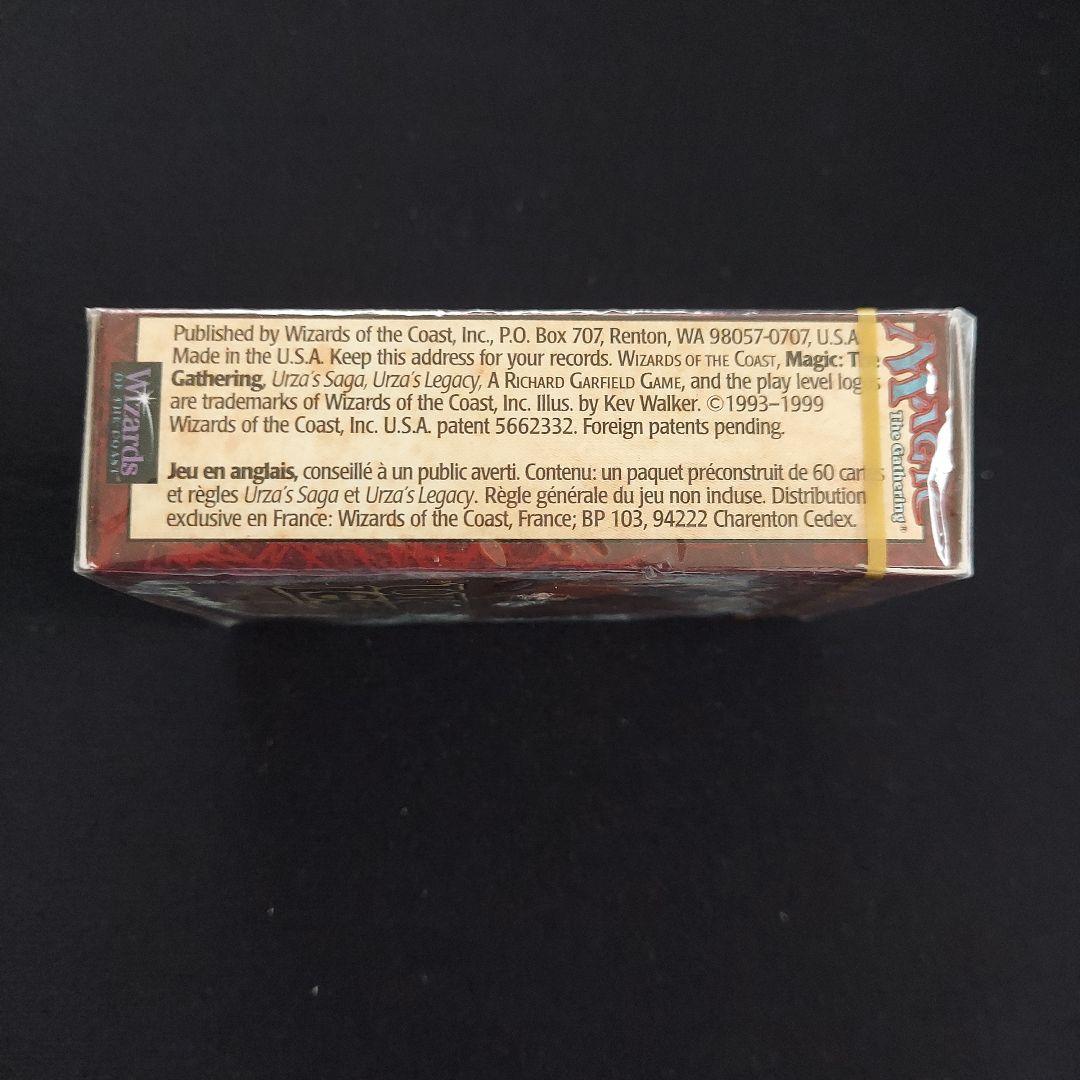 Published by Wizards of the Coast, Inc., P.O. Box 707, Renton, WA 98057-0707, U.S.A.
Made in the U.S.A. Keep this address for your records. WIZARDS OF THE COAST, Magic: The
Gathering, Urza's Saga, Urza's Legacy, A RICHARD GARFIELD GAME, and the play level logos
are trademarks of Wizards of the Coast, Inc. Illus. by Kev Walker. ©1993–1999
Wizards of the Coast, Inc. U.S.A. patent 5662332. Foreign patents pending.
Jeu en anglais, conseillé à un public averti. Contenu: un paquet préconstruit de 60 cartes
et règles Urza's Saga et Urza's Legacy. Règle générale du jeu non incluse. Distribution
exclusive en France: Wizards of the Coast, France; BP 103, 94222 Charenton Cedex.
Wizards
OF THE COAST
MAGIC
The Gathering®